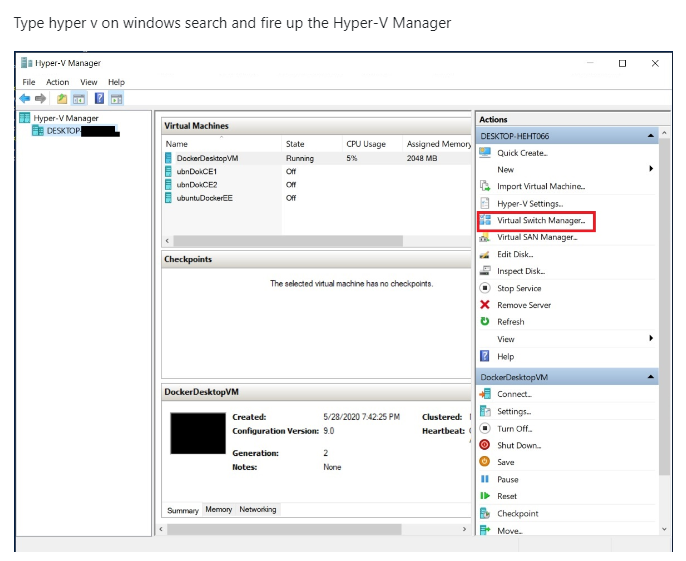 Type hyper v on windows search and fire up the Hyper-V Manager
Hyper-V Manager
File Action View Help
Hyper-V Manager
DESKTOP-
Virtual Machines
Name State CPU Usage Assigned Memory
DockerDesktopVM Running 5% 2048 MB
ubnDokCE1 Off
ubnDokCE2 Off
ubuntuDockerEE Off
Checkpoints
The selected virtual machine has no checkpoints.
DockerDesktopVM
Created: 5/28/2020 7:42:25 PM Clustered:
Configuration Version: 9.0 Heartbeat:
Generation: 2
Notes: None
Summary Memory Networking
Actions
DESKTOP-HEHT066
Quick Create...
New
Import Virtual Machine...
Hyper-V Settings...
Virtual Switch Manager...
Virtual SAN Manager...
Edit Disk...
Inspect Disk...
Stop Service
Remove Server
Refresh
View
Help
DockerDesktopVM
Connect...
Settings...
Turn Off...
Shut Down...
Save
Pause
Reset
Checkpoint
Move...